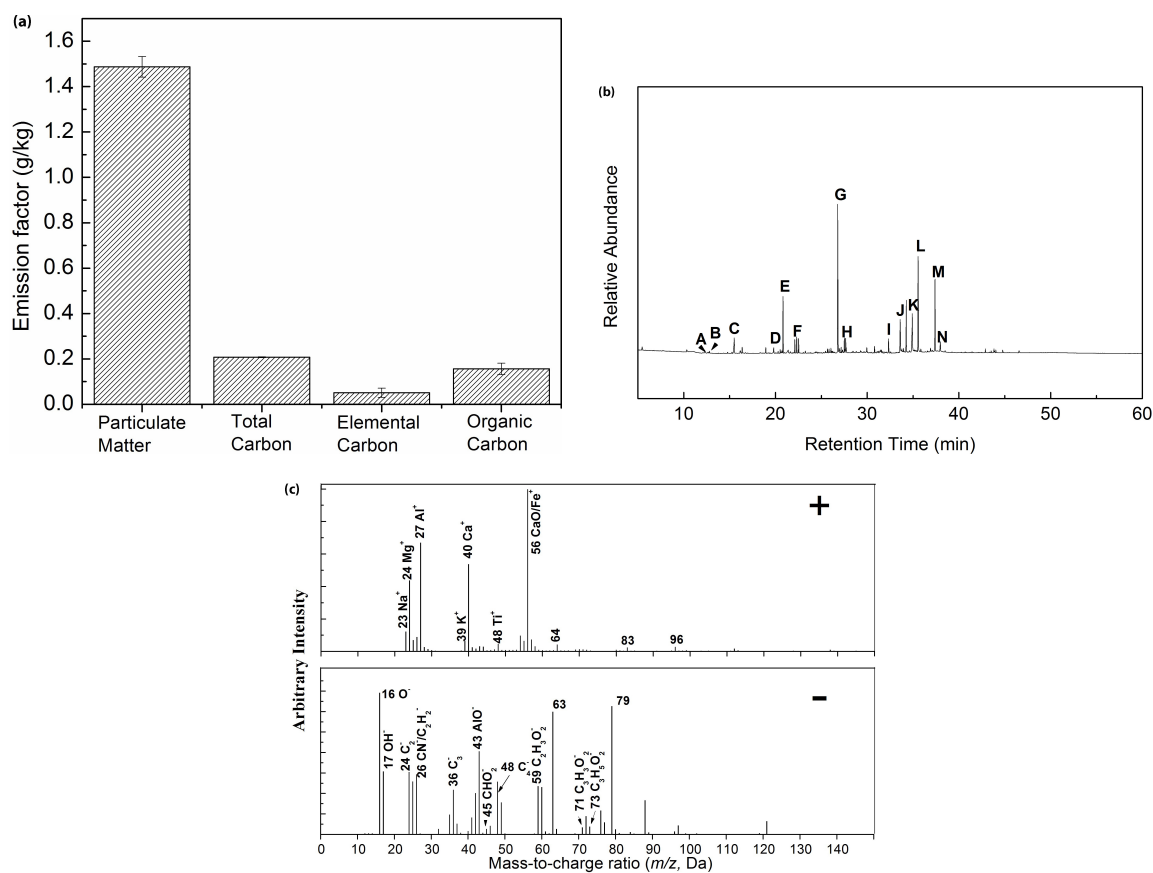 (a)
Emission factor (g/kg)
1.6
1.4
1.2
1.0
0.8
0.6
0.4
0.2
0.0
Particulate
Matter
Total
Carbon
Elemental
Carbon
Organic
Carbon
(b)
Relative Abundance
A
B
C
D
E
F
G
H
I
J
K
L
M
N
10
20
30
40
50
60
Retention Time (min)
(c)
Arbitrary Intensity
+
23 Na⁺
24 Mg⁺
27 Al⁺
39 K⁺
40 Ca⁺
48 Ti⁺
56 CaO/Fe⁺
64
83
96
−
16 O⁻
17 OH⁻
24 C₂⁻
26 CN⁻/C₂H₂⁻
36 C₃⁻
43 AlO⁻
45 CHO₂⁻
48 C₄⁻
59 C₂H₃O₂⁻
63
71 C₃H₃O₂⁻
73 C₃H₅O₂⁻
79
0 10 20 30 40 50 60 70 80 90 100 110 120 130 140
Mass-to-charge ratio (m/z, Da)